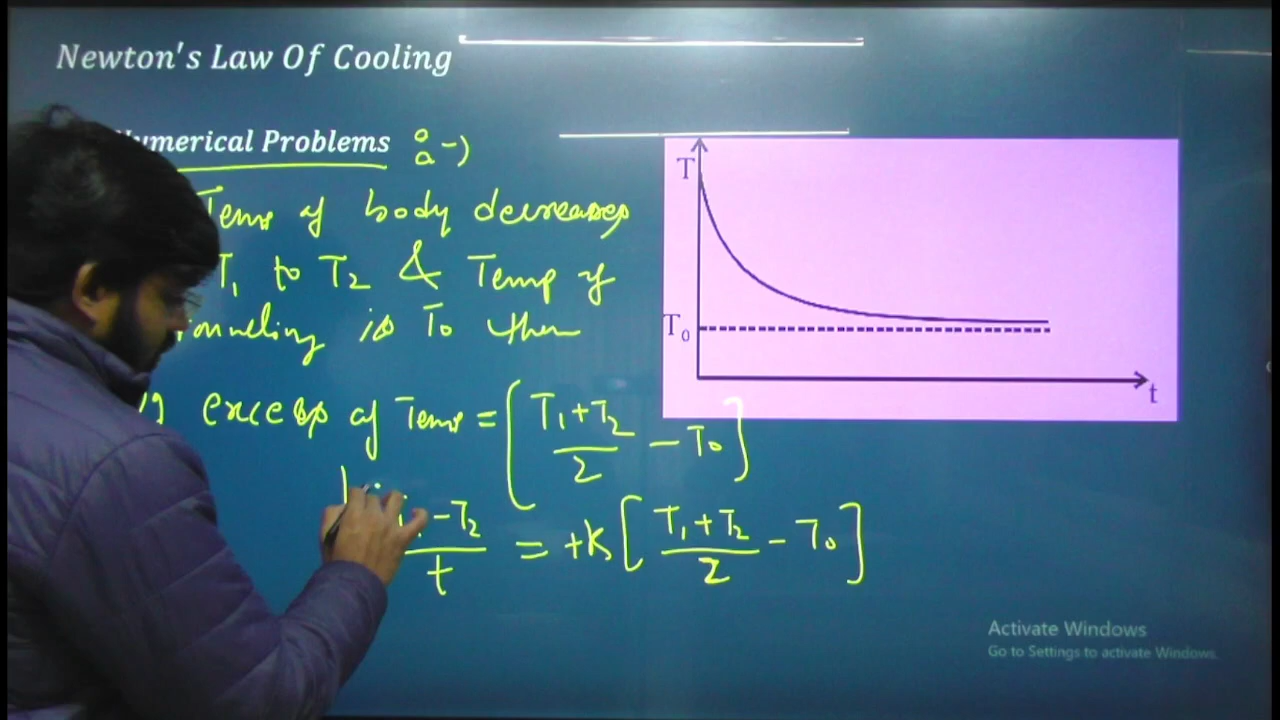 Newton's Law Of Cooling
Numerical Problems
Temp of body decreases
T₁ to T₂ & Temp of
is T₀ then
of Temp = [T₁+T₂/2 − T₀]
−T₂/t = +K[T₁+T₂/2 − T₀]
T
T₀
t
Activate Windows
Go to Settings to activate Windows.